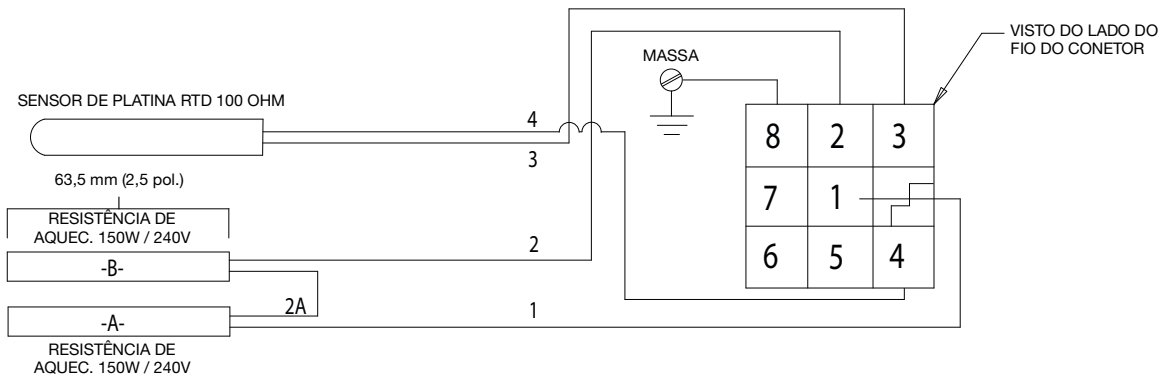 VISTO DO LADO DO
FIO DO CONETOR
MASSA
SENSOR DE PLATINA RTD 100 OHM
4
3
8 2 3
7 1
6 5 4
63,5 mm (2,5 pol.)
RESISTÊNCIA DE
AQUEC. 150W / 240V
-B-
2
2A
-A-
1
RESISTÊNCIA DE
AQUEC. 150W / 240V